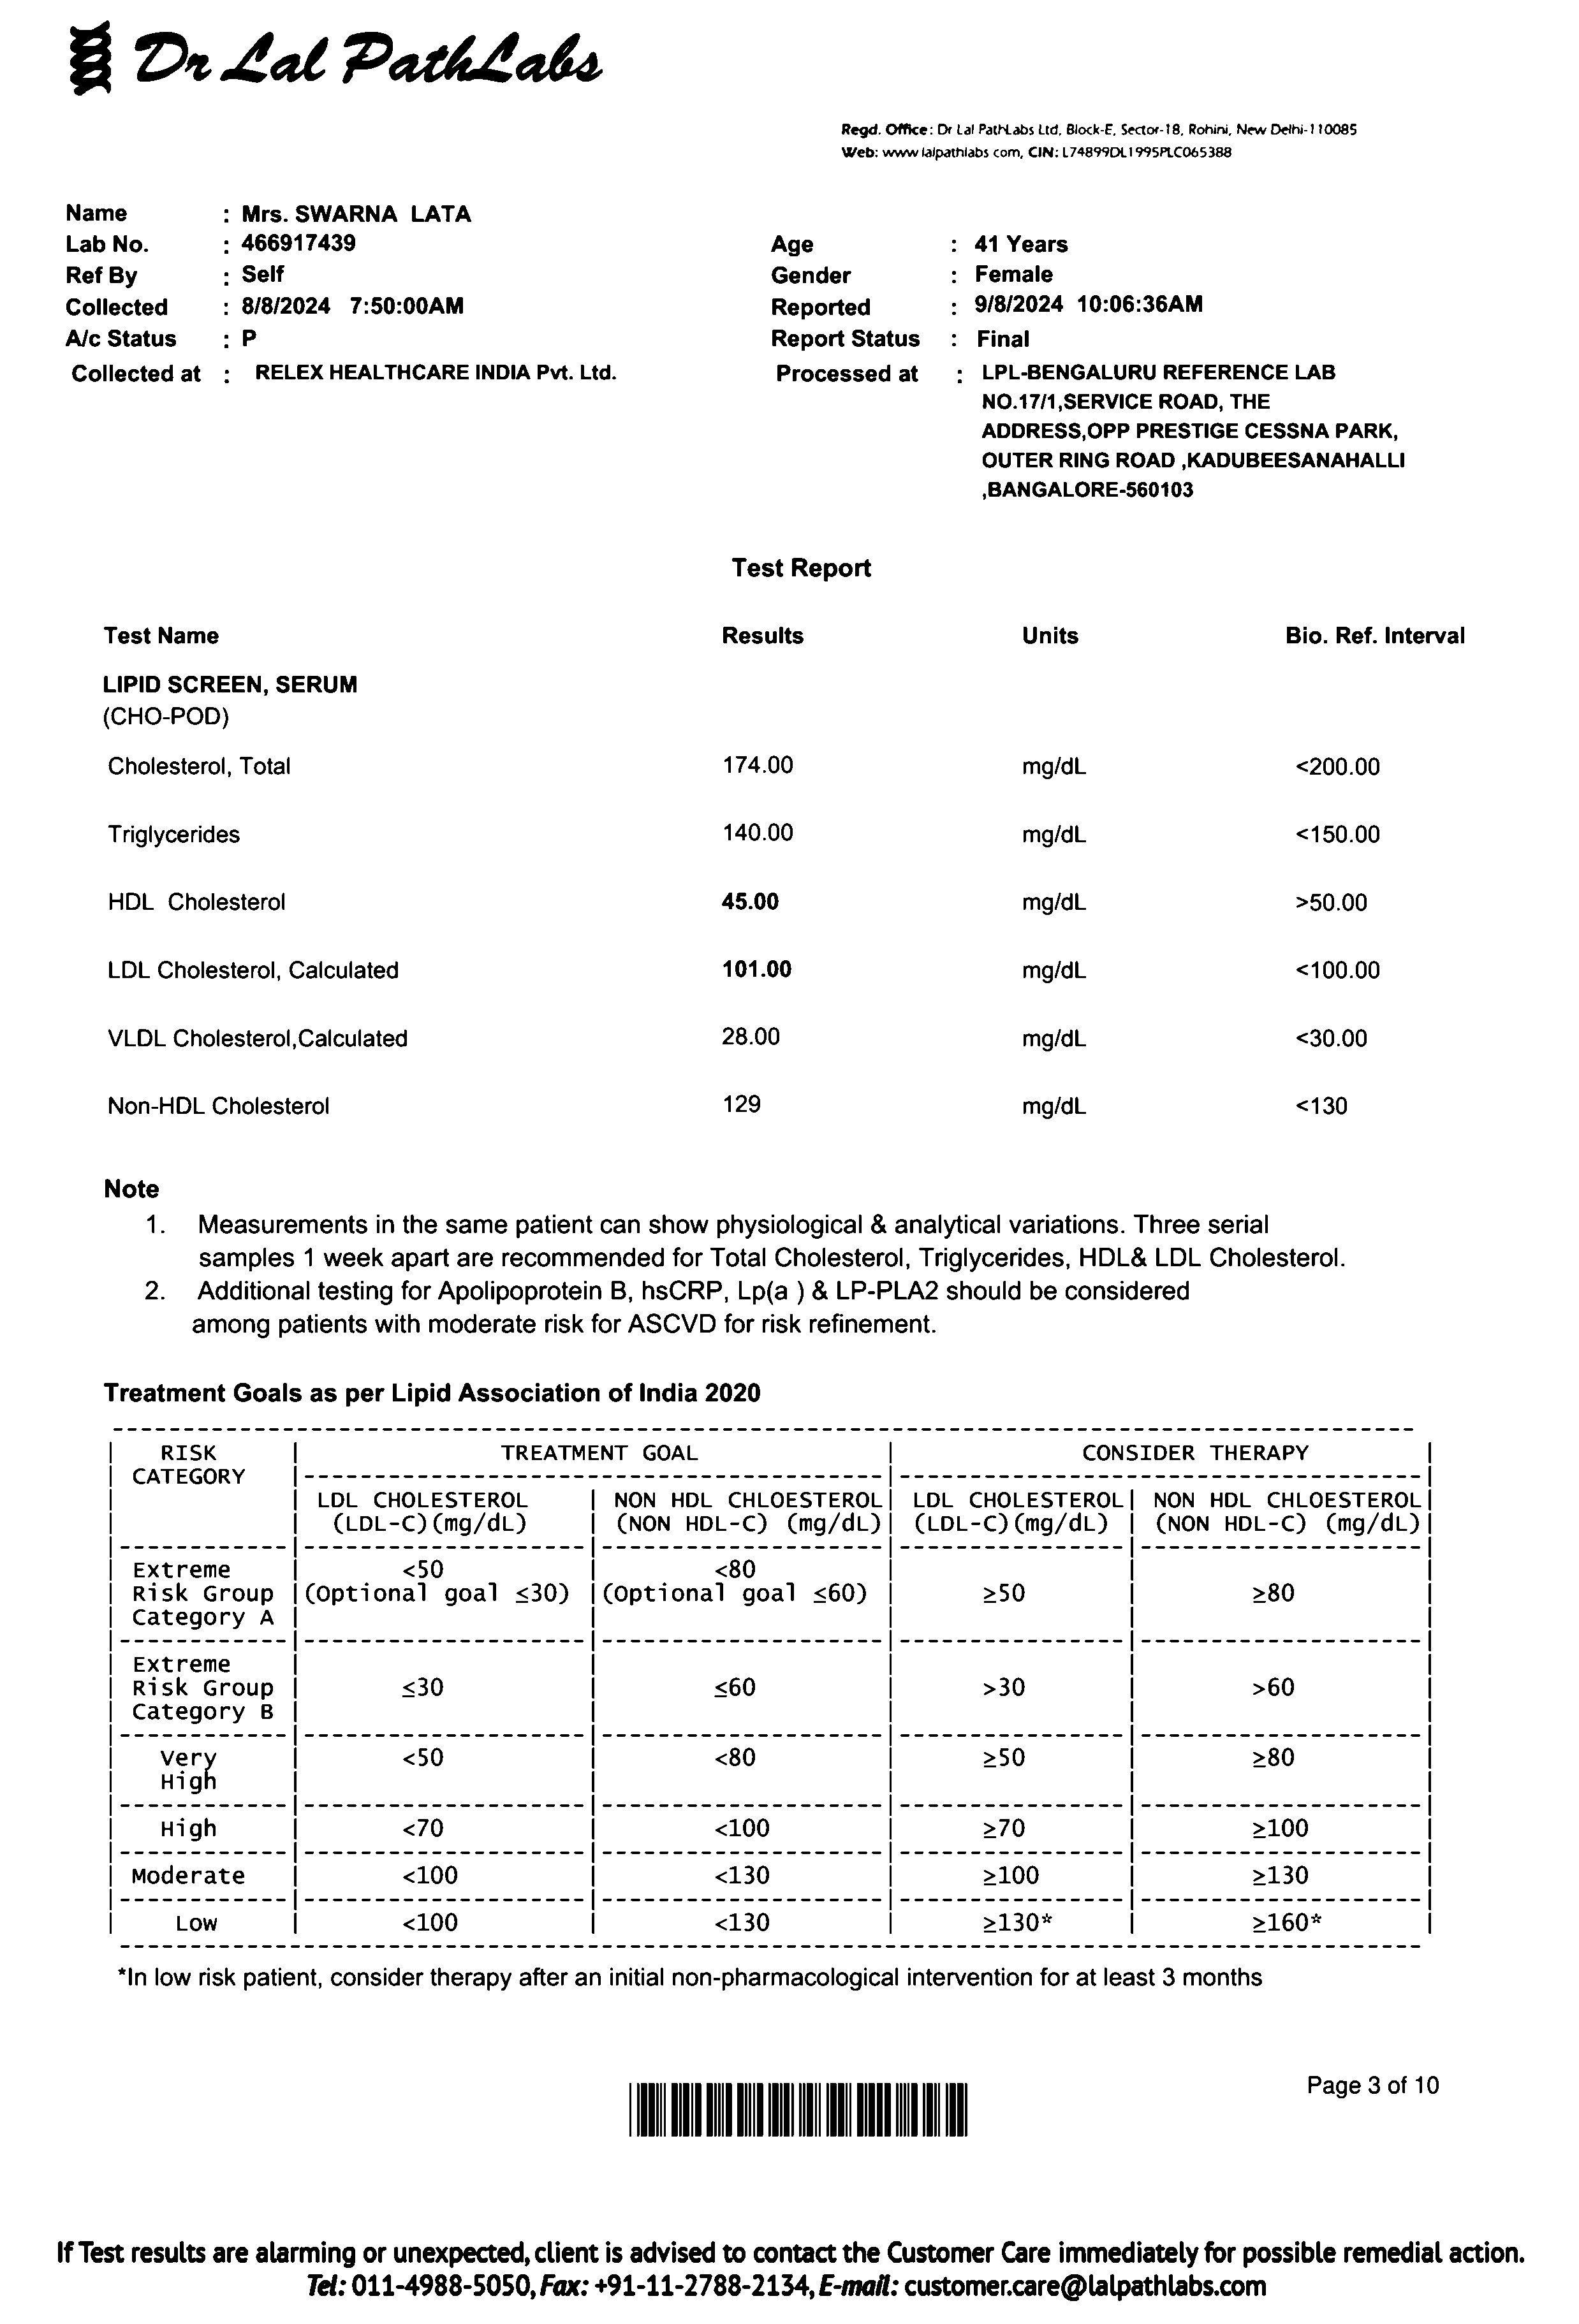 Dr Lal PathLabs
Regd. Office: Dr Lal PathLabs Ltd, Block-E, Sector-18, Rohini, New Delhi-110085
Web: www lalpathlabs com, CIN: L74899DL1995PLC065388
Name : Mrs. SWARNA LATA
Lab No. : 466917439 Age : 41 Years
Ref By : Self Gender : Female
Collected : 8/8/2024 7:50:00AM Reported : 9/8/2024 10:06:36AM
A/c Status : P Report Status : Final
Collected at : RELEX HEALTHCARE INDIA Pvt. Ltd. Processed at : LPL-BENGALURU REFERENCE LAB
NO.17/1,SERVICE ROAD, THE
ADDRESS,OPP PRESTIGE CESSNA PARK,
OUTER RING ROAD ,KADUBEESANAHALLI
,BANGALORE-560103
Test Report
Test Name Results Units Bio. Ref. Interval
LIPID SCREEN, SERUM
(CHO-POD)
Cholesterol, Total 174.00 mg/dL <200.00
Triglycerides 140.00 mg/dL <150.00
HDL Cholesterol 45.00 mg/dL >50.00
LDL Cholesterol, Calculated 101.00 mg/dL <100.00
VLDL Cholesterol,Calculated 28.00 mg/dL <30.00
Non-HDL Cholesterol 129 mg/dL <130
Note
1. Measurements in the same patient can show physiological & analytical variations. Three serial
samples 1 week apart are recommended for Total Cholesterol, Triglycerides, HDL& LDL Cholesterol.
2. Additional testing for Apolipoprotein B, hsCRP, Lp(a ) & LP-PLA2 should be considered
among patients with moderate risk for ASCVD for risk refinement.
Treatment Goals as per Lipid Association of India 2020
RISK TREATMENT GOAL CONSIDER THERAPY
CATEGORY
LDL CHOLESTEROL NON HDL CHLOESTEROL LDL CHOLESTEROL NON HDL CHLOESTEROL
(LDL-C)(mg/dL) (NON HDL-C) (mg/dL) (LDL-C)(mg/dL) (NON HDL-C) (mg/dL)
Extreme <50 <80
Risk Group (Optional goal ≤30) (Optional goal ≤60) ≥50 ≥80
Category A
Extreme
Risk Group ≤30 ≤60 >30 >60
Category B
Very <50 <80 ≥50 ≥80
High
High <70 <100 ≥70 ≥100
Moderate <100 <130 ≥100 ≥130
Low <100 <130 ≥130* ≥160*
*In low risk patient, consider therapy after an initial non-pharmacological intervention for at least 3 months
Page 3 of 10
If Test results are alarming or unexpected, client is advised to contact the Customer Care immediately for possible remedial action.
Tel: 011-4988-5050, Fax: +91-11-2788-2134, E-mail: customer.care@lalpathlabs.com